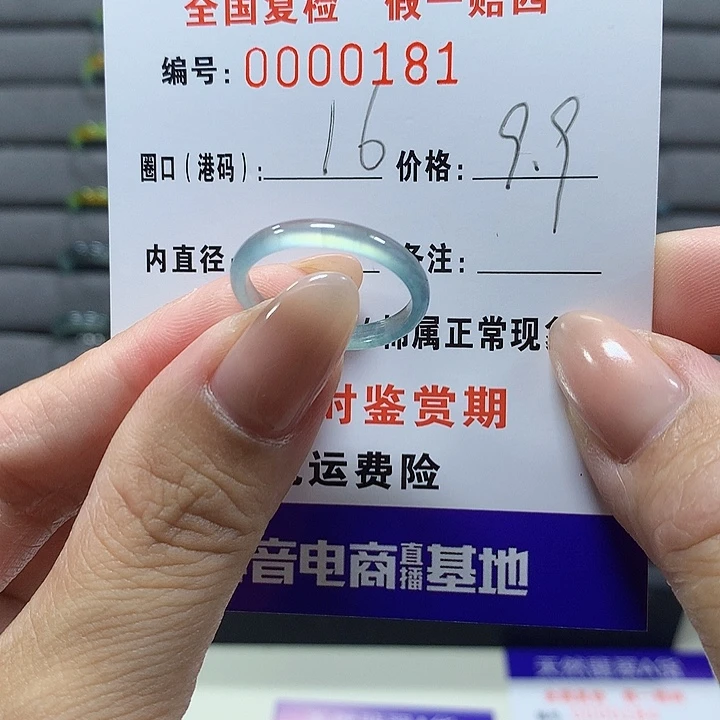 全国复检 假一赔四
编号: 0000181
圈口(港码): 16 价格: 9.9
内直径 备注:
棉属正常现象
时鉴赏期
运费险
音电商直播基地